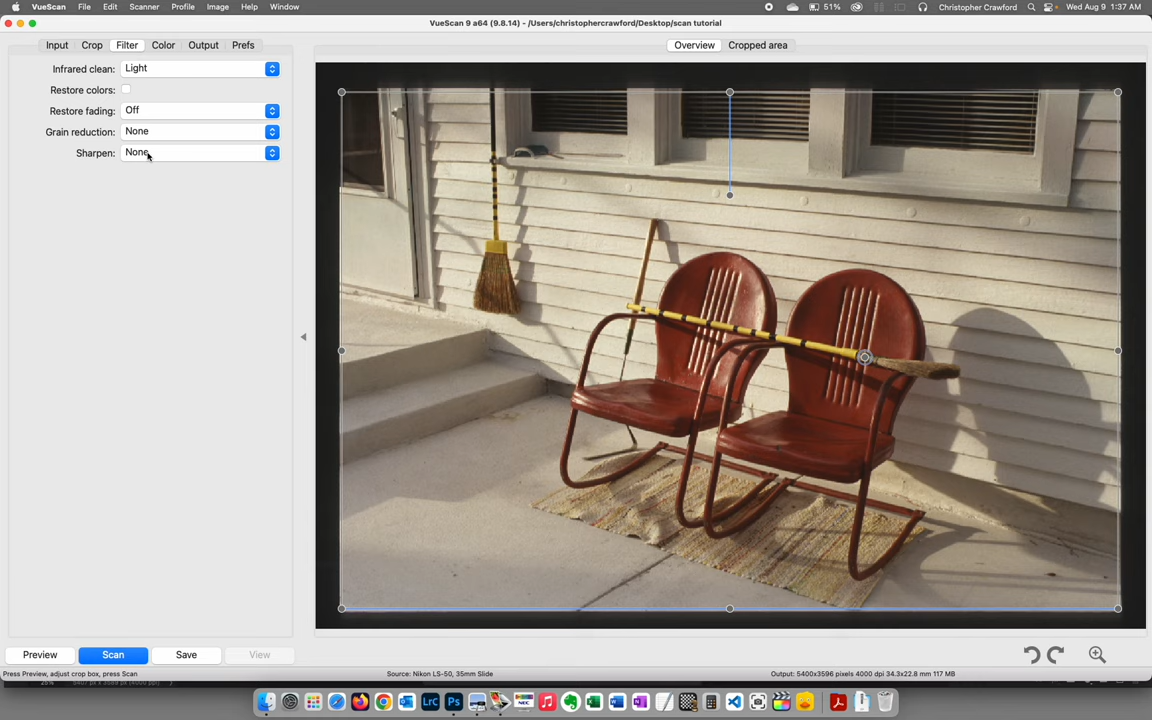 VueScan File Edit Scanner Profile Image Help Window 51% Christopher Crawford Wed Aug 9 1:37 AM
VueScan 9 a64 (9.8.14) - /Users/christophercrawford/Desktop/scan tutorial
Input Crop Filter Color Output Prefs Overview Cropped area
Infrared clean: Light
Restore colors:
Restore fading: Off
Grain reduction: None
Sharpen: None
Preview Scan Save View
Press Preview, adjust crop box, press Scan Source: Nikon LS-50, 35mm Slide Output: 5400x3596 pixels 4000 dpi 34.3x22.8 mm 117 MB
LrC Ps NEC